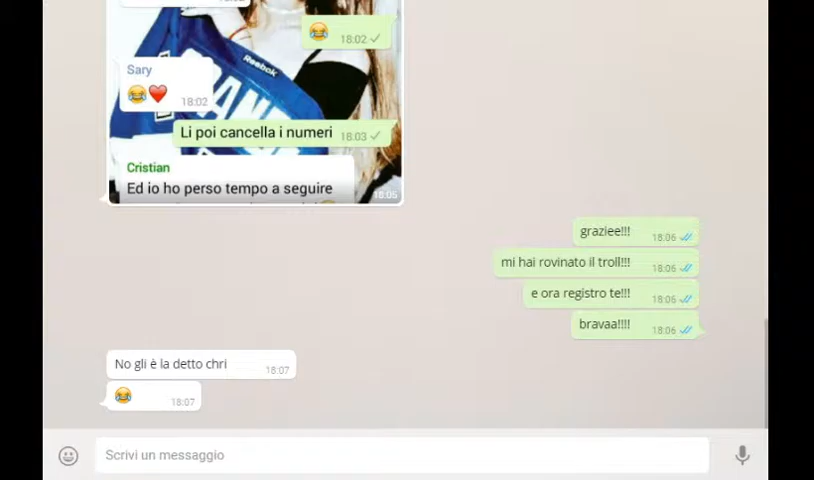 18:02
Reebok
Sary
😂❤️ 18:02
Li poi cancella i numeri 18:03
Cristian
Ed io ho perso tempo a seguire
18:05
graziee!!! 18:06
mi hai rovinato il troll!!! 18:06
e ora registro te!!! 18:06
bravaa!!!! 18:06
No gli è la detto chri 18:07
😂 18:07
Scrivi un messaggio